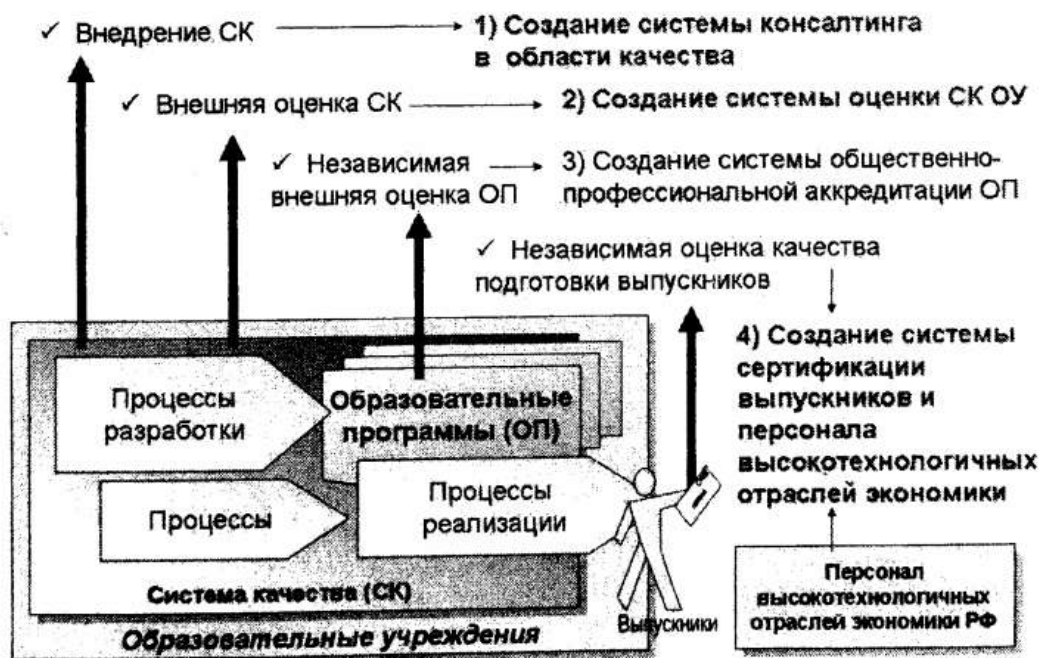 ✓ Внедрение СК
1) Создание системы консалтинга
в области качества
✓ Внешняя оценка СК
2) Создание системы оценки СК ОУ
✓ Независимая
внешняя оценка ОП
3) Создание системы общественно-
профессиональной аккредитации ОП
✓ Независимая оценка качества
подготовки выпускников
4) Создание системы
сертификации
выпускников и
персонала
высокотехнологичных
отраслей экономики
Процессы
разработки
Образовательные
программы (ОП)
Процессы
Процессы
реализации
Система качества (СК)
Образовательные учреждения
Выпускники
Персонал
высокотехнологичных
отраслей экономики РФ